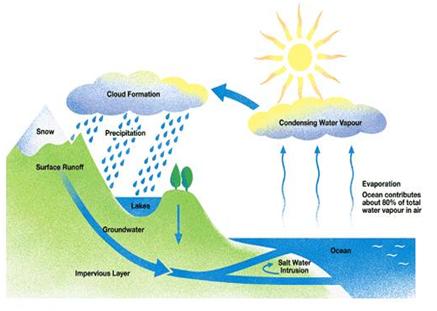 Cloud Formation
Condensing Water Vapour
Snow
Precipitation
Surface Runoff
Evaporation
Ocean contributes
about 80% of total
water vapour in air
Lakes
Groundwater
Ocean
Impervious Layer
Salt Water
Intrusion